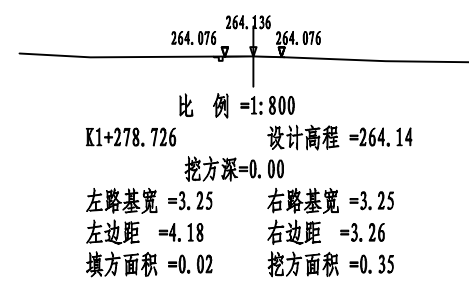 264.136
264.076 264.076
比 例 =1:800
K1+278.726 设计高程 =264.14
挖方深=0.00
左路基宽 =3.25 右路基宽 =3.25
左边距 =4.18 右边距 =3.26
填方面积 =0.02 挖方面积 =0.35